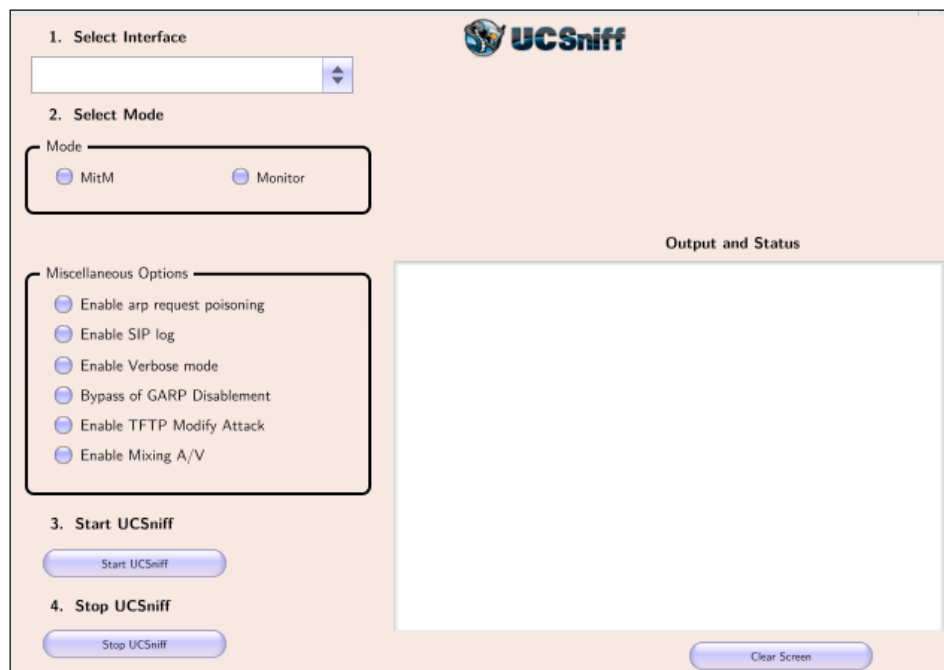 1. Select Interface
UCSniff
2. Select Mode
Mode
MitM
Monitor
Output and Status
Miscellaneous Options
Enable arp request poisoning
Enable SIP log
Enable Verbose mode
Bypass of GARP Disablement
Enable TFTP Modify Attack
Enable Mixing A/V
3. Start UCSniff
Start UCSniff
4. Stop UCSniff
Stop UCSniff
Clear Screen